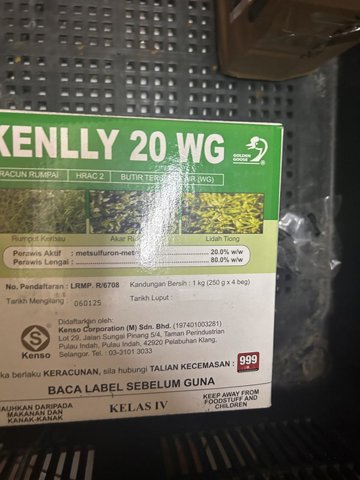 KENLLY 20 WG
GOLDEN
GOOSE
RACUN RUMPAI HRAC 2 BUTIR (WG)
Rumput Kerbau Akar Lidah Tiong
Perawis Aktif : metsulfuron-met 20.0% w/w
Perawis Lengai : 80.0% w/w
No. Pendaftaran : LRMP. R/6708 Kandungan Bersih : 1 kg (250 g x 4 beg)
Tarikh Mengilang : 060125 Tarikh Luput :
Didaftarkan oleh:
Kenso Corporation (M) Sdn. Bhd. (197401003281)
Lot 29, Jalan Sungai Pinang 5/4, Taman Perindustrian
Pulau Indah, Pulau Indah, 42920 Pelabuhan Klang,
Selangor. Tel : 03-3101 3033
S
Kenso
ka berlaku KERACUNAN, sila hubungi TALIAN KECEMASAN : 999
BACA LABEL SEBELUM GUNA
JAUHKAN DARIPADA
MAKANAN DAN
KANAK-KANAK
KELAS IV
KEEP AWAY FROM
FOODSTUFF AND
CHILDREN